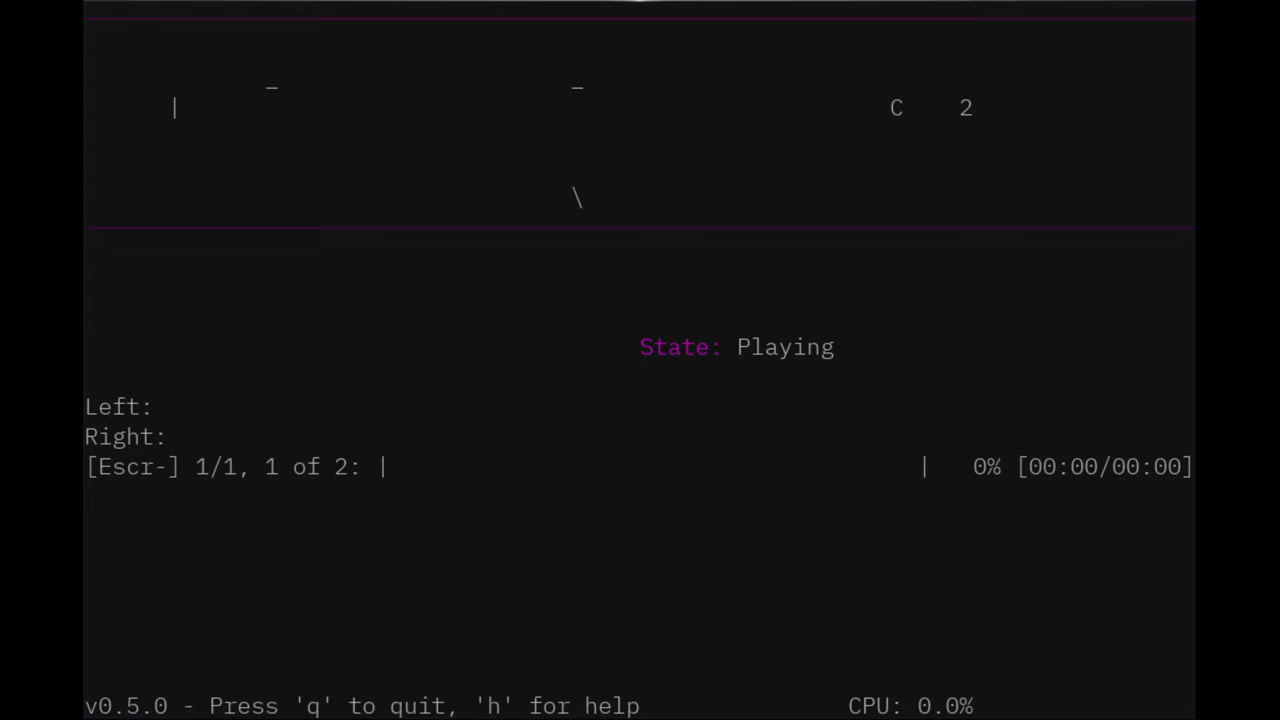 _ _
| C 2
\
State: Playing
Left:
Right:
[Escr-] 1/1, 1 of 2: | | 0% [00:00/00:00]
v0.5.0 - Press 'q' to quit, 'h' for help CPU: 0.0%